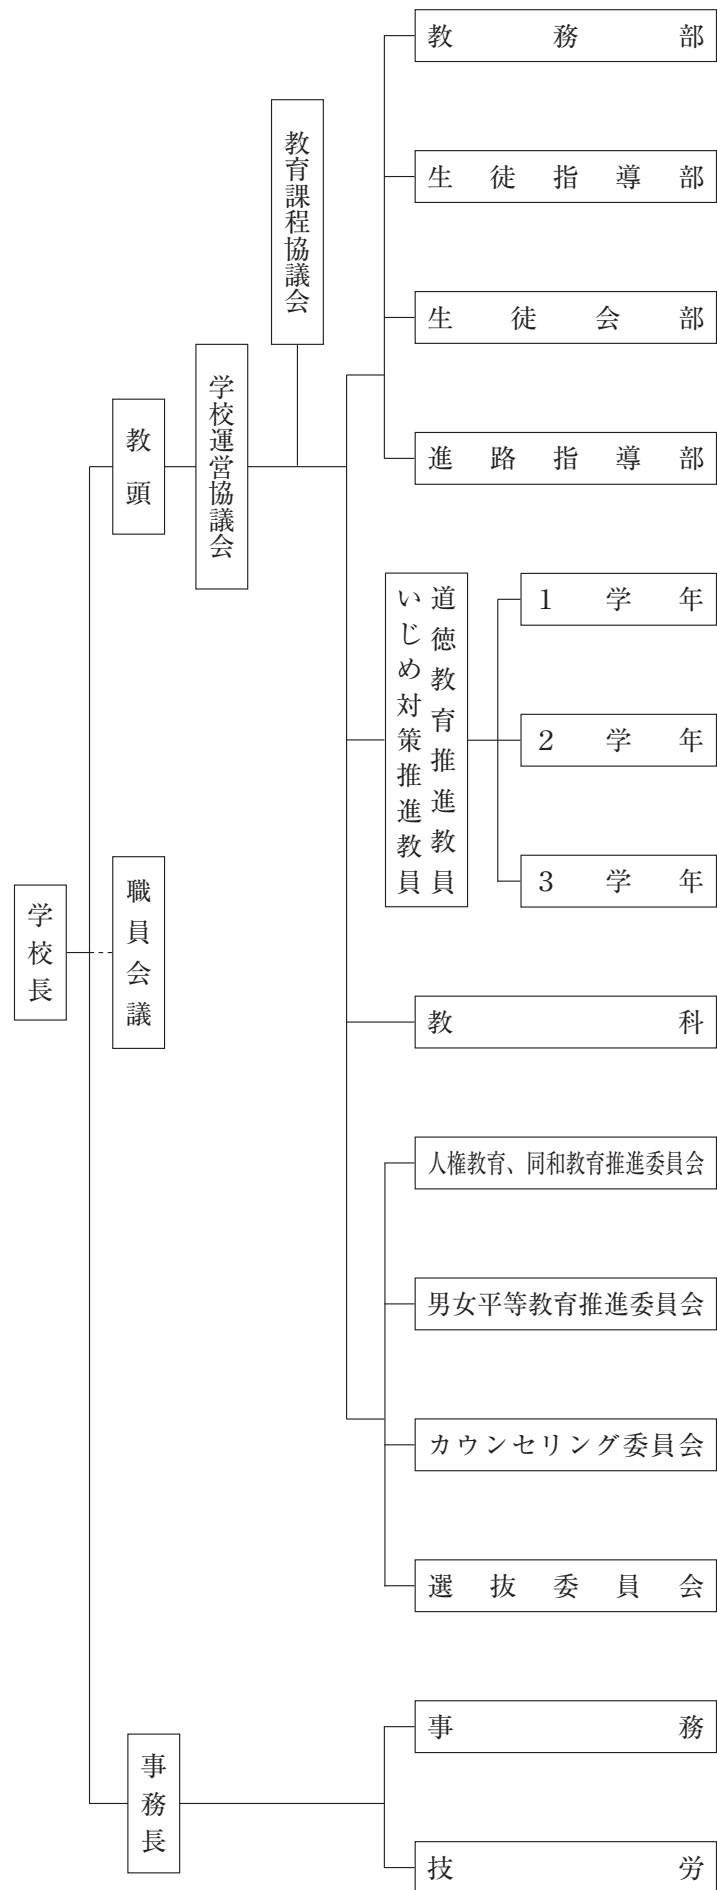 学校長
職員会議
教頭
学校運営協議会
教育課程協議会
教務部
生徒指導部
生徒会部
進路指導部
道徳教育推進教員
いじめ対策推進教員
1学年
2学年
3学年
教科
人権教育、同和教育推進委員会
男女平等教育推進委員会
カウンセリング委員会
選抜委員会
事務長
事務
技労